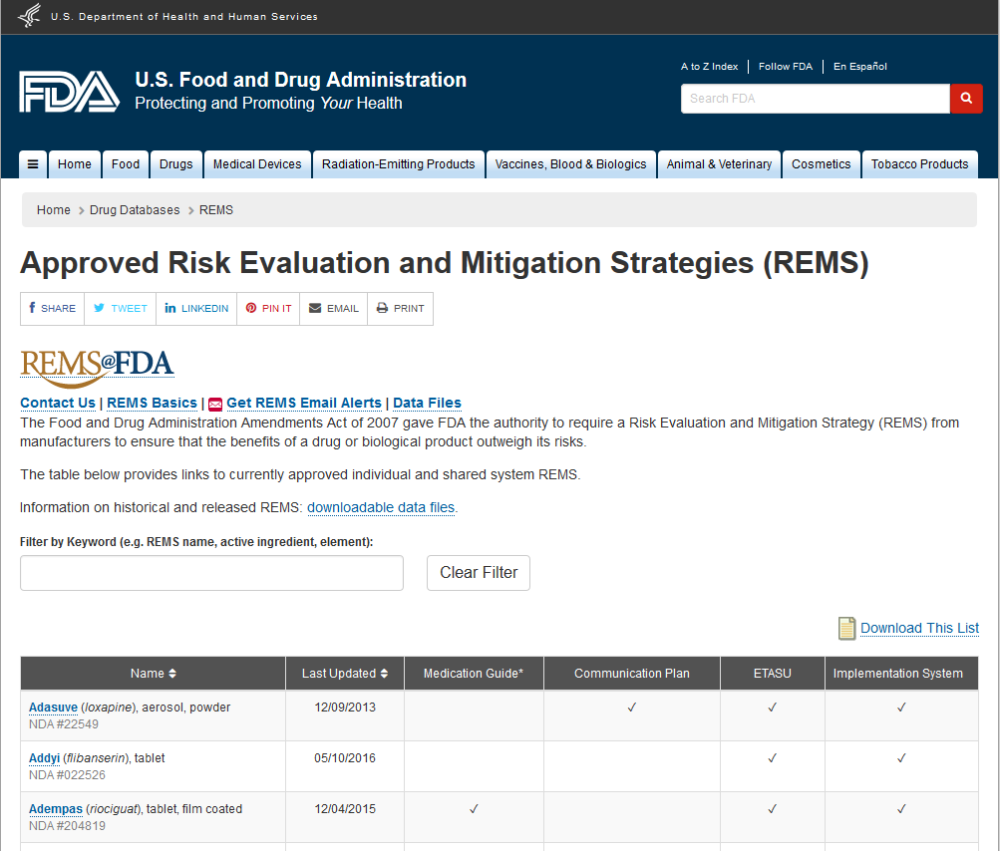 U.S. Department of Health and Human Services
FDA
U.S. Food and Drug Administration
Protecting and Promoting Your Health
A to Z Index | Follow FDA | En Español
Search FDA
Home Food Drugs Medical Devices Radiation-Emitting Products Vaccines, Blood & Biologics Animal & Veterinary Cosmetics Tobacco Products
Home > Drug Databases > REMS
Approved Risk Evaluation and Mitigation Strategies (REMS)
SHARE TWEET LINKEDIN PIN IT EMAIL PRINT
REMS@FDA
Contact Us | REMS Basics | Get REMS Email Alerts | Data Files
The Food and Drug Administration Amendments Act of 2007 gave FDA the authority to require a Risk Evaluation and Mitigation Strategy (REMS) from
manufacturers to ensure that the benefits of a drug or biological product outweigh its risks.
The table below provides links to currently approved individual and shared system REMS.
Information on historical and released REMS: downloadable data files.
Filter by Keyword (e.g. REMS name, active ingredient, element):
Clear Filter
Download This List
Name Last Updated Medication Guide* Communication Plan ETASU Implementation System
Adasuve (loxapine), aerosol, powder 12/09/2013 ✓ ✓ ✓
NDA #22549
Addyi (flibanserin), tablet 05/10/2016 ✓ ✓
NDA #022526
Adempas (riociguat), tablet, film coated 12/04/2015 ✓ ✓ ✓
NDA #204819